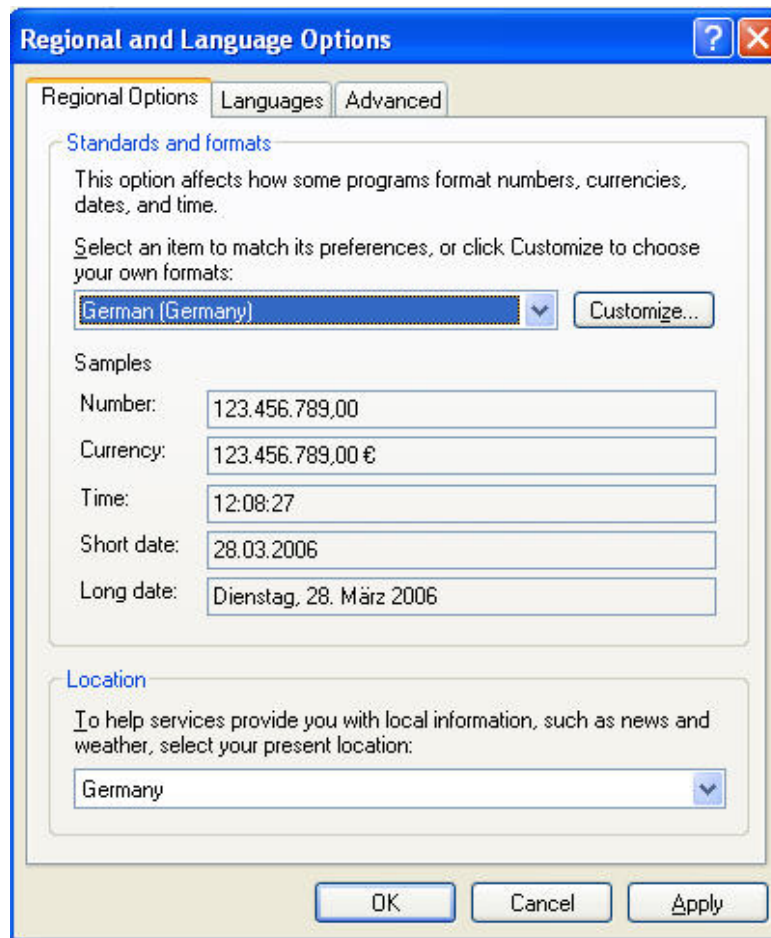 Regional and Language Options
Regional Options
Languages
Advanced
Standards and formats
This option affects how some programs format numbers, currencies,
dates, and time.
Select an item to match its preferences, or click Customize to choose
your own formats:
German (Germany)
Customize...
Samples
Number: 123.456.789,00
Currency: 123.456.789,00 €
Time: 12:08:27
Short date: 28.03.2006
Long date: Dienstag, 28. März 2006
Location
To help services provide you with local information, such as news and
weather, select your present location:
Germany
OK
Cancel
Apply